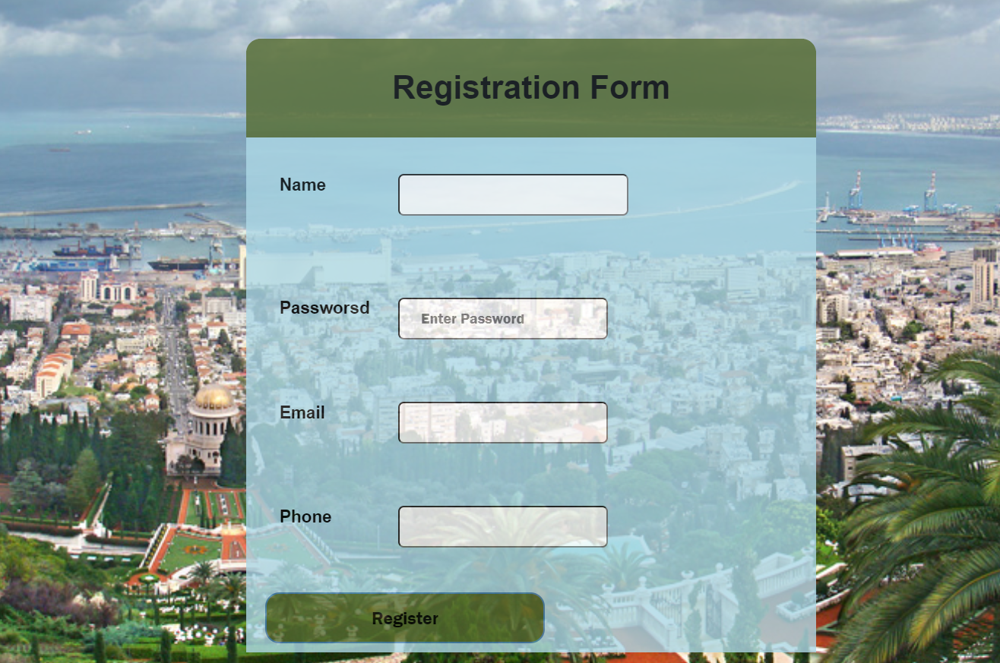 Registration Form
Name
Passworsd
Enter Password
Email
Phone
Register